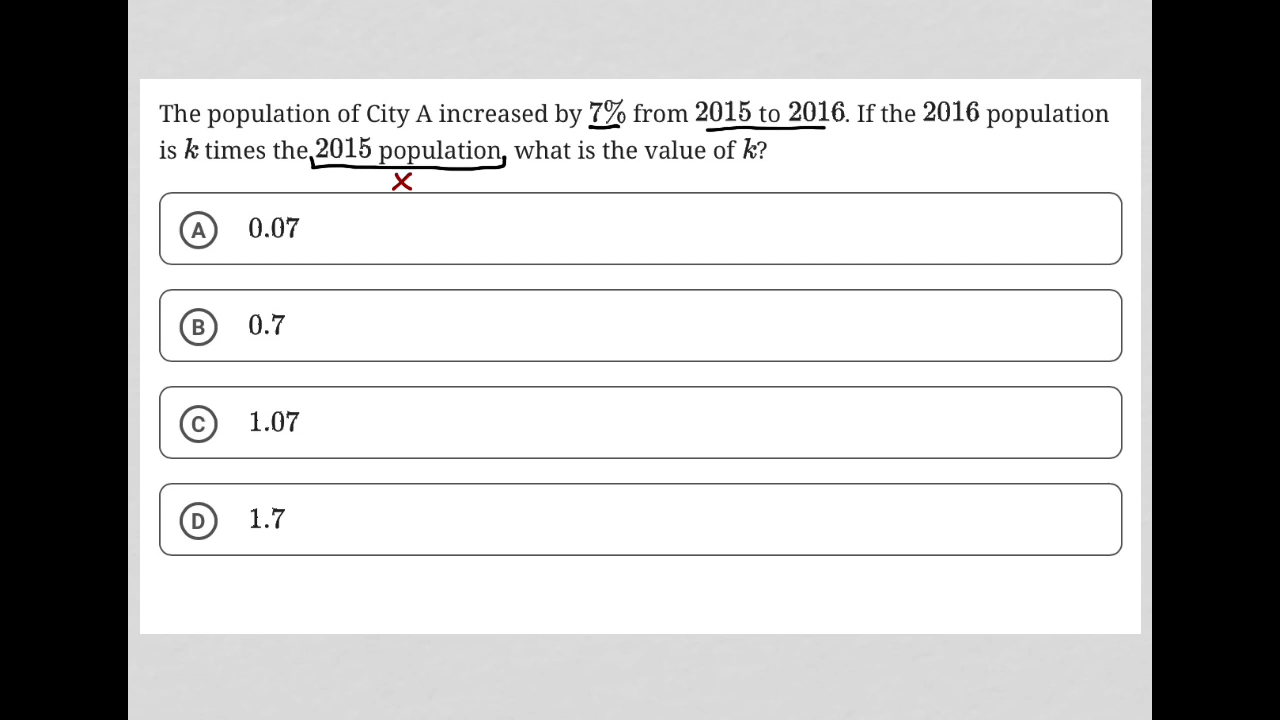 The population of City A increased by 7% from 2015 to 2016. If the 2016 population
is k times the 2015 population, what is the value of k?
x
A 0.07
B 0.7
C 1.07
D 1.7